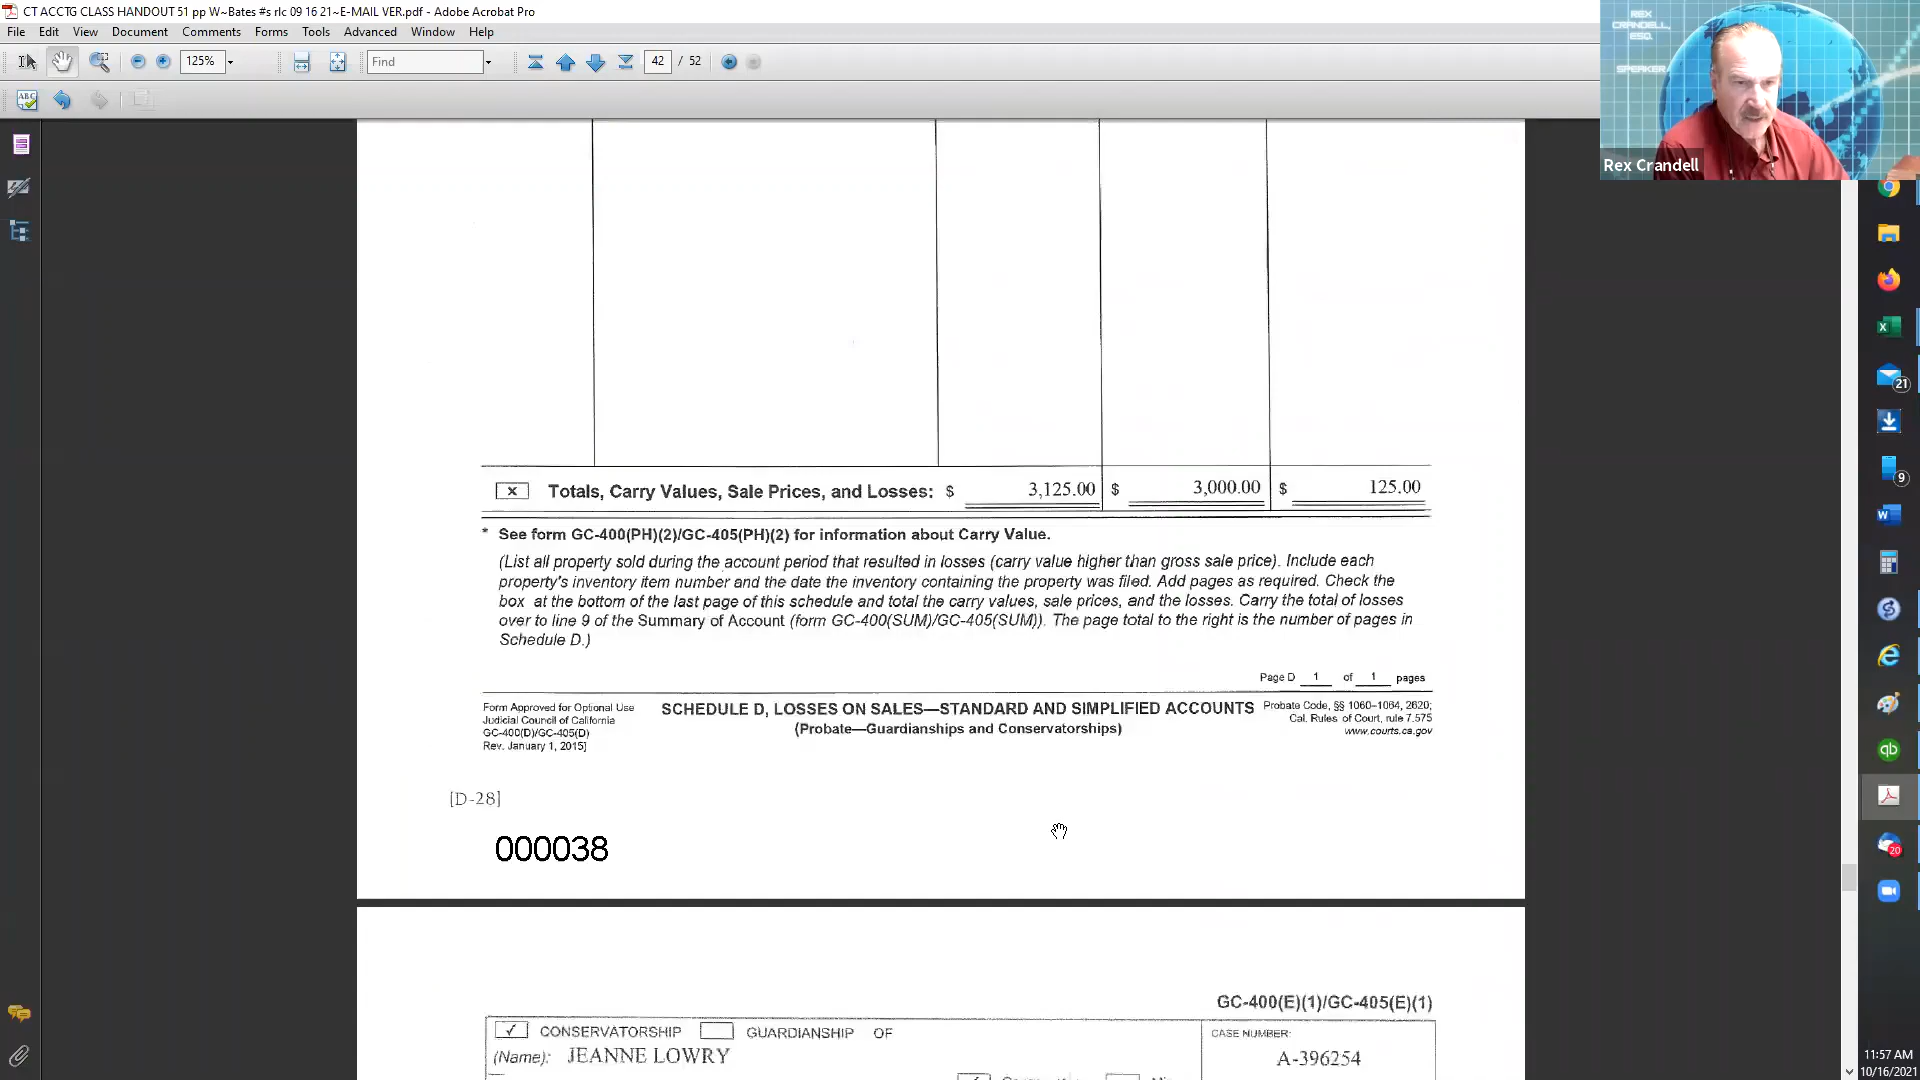 CT ACCTG CLASS HANDOUT 51 pp W~Bates #s rlc 09 16 21~E-MAIL VER.pdf - Adobe Acrobat Pro
File Edit View Document Comments Forms Tools Advanced Window Help
125% Find 42 / 52
ABC
REX CRANDELL, ESQ.
SPEAKER
Rex Crandell
x Totals, Carry Values, Sale Prices, and Losses: $ 3,125.00 $ 3,000.00 $ 125.00
* See form GC-400(PH)(2)/GC-405(PH)(2) for information about Carry Value.
(List all property sold during the account period that resulted in losses (carry value higher than gross sale price). Include each
property's inventory item number and the date the inventory containing the property was filed. Add pages as required. Check the
box at the bottom of the last page of this schedule and total the carry values, sale prices, and the losses. Carry the total of losses
over to line 9 of the Summary of Account (form GC-400(SUM)/GC-405(SUM)). The page total to the right is the number of pages in
Schedule D.)
Page D 1 of 1 pages
Form Approved for Optional Use
Judicial Council of California
GC-400(D)/GC-405(D)
Rev. January 1, 2015]
SCHEDULE D, LOSSES ON SALES—STANDARD AND SIMPLIFIED ACCOUNTS
(Probate—Guardianships and Conservatorships)
Probate Code, §§ 1060–1064, 2620;
Cal. Rules of Court, rule 7.575
www.courts.ca.gov
[D-28]
000038
GC-400(E)(1)/GC-405(E)(1)
✓ CONSERVATORSHIP GUARDIANSHIP OF
(Name): JEANNE LOWRY
CASE NUMBER:
A-396254
21
9
20
11:57 AM
10/16/2021